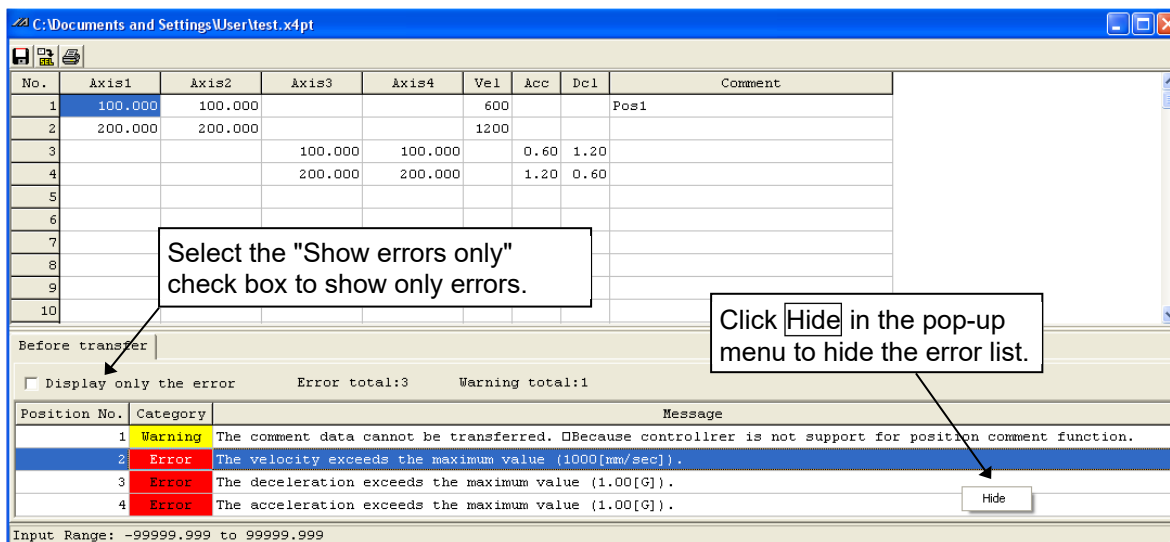 C:\Documents and Settings\User\test.x4pt
No. Axis1 Axis2 Axis3 Axis4 Vel Acc Dcl Comment
1 100.000 100.000 600 Pos1
2 200.000 200.000 1200
3 100.000 100.000 0.60 1.20
4 200.000 200.000 1.20 0.60
5
6
7
8
9
10
Select the "Show errors only"
check box to show only errors.
Click Hide in the pop-up
menu to hide the error list.
Before transfer
Display only the error Error total:3 Warning total:1
Position No. Category Message
1 Warning The comment data cannot be transferred. □Because controllrer is not support for position comment function.
2 Error The velocity exceeds the maximum value (1000[mm/sec]).
3 Error The deceleration exceeds the maximum value (1.00[G]).
4 Error The acceleration exceeds the maximum value (1.00[G]).
Hide
Input Range: -99999.999 to 99999.999